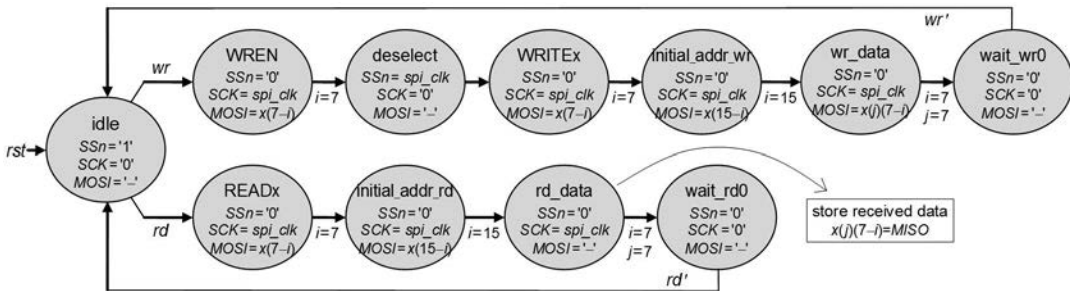 wr'
wr
WREN
SSn='0'
SCK= spi_clk
MOSI=x(7–i)
i=7
deselect
SSn= spi_clk
SCK='0'
MOSI='–'
WRITEx
SSn='0'
SCK= spi_clk
MOSI=x(7–i)
i=7
initial_addr_wr
SSn='0'
SCK= spi_clk
MOSI=x(15–i)
i=15
wr_data
SSn='0'
SCK= spi_clk
MOSI=x(j)(7–i)
i=7
j=7
wait_wr0
SSn='0'
SCK='0'
MOSI='–'
rst
idle
SSn='1'
SCK='0'
MOSI='–'
rd
READx
SSn='0'
SCK= spi_clk
MOSI=x(7–i)
i=7
initial_addr_rd
SSn='0'
SCK= spi_clk
MOSI=x(15–i)
i=15
rd_data
SSn='0'
SCK= spi_clk
MOSI='–'
i=7
j=7
wait_rd0
SSn='0'
SCK='0'
MOSI='–'
store received data
x(j)(7–i)=MISO
rd'